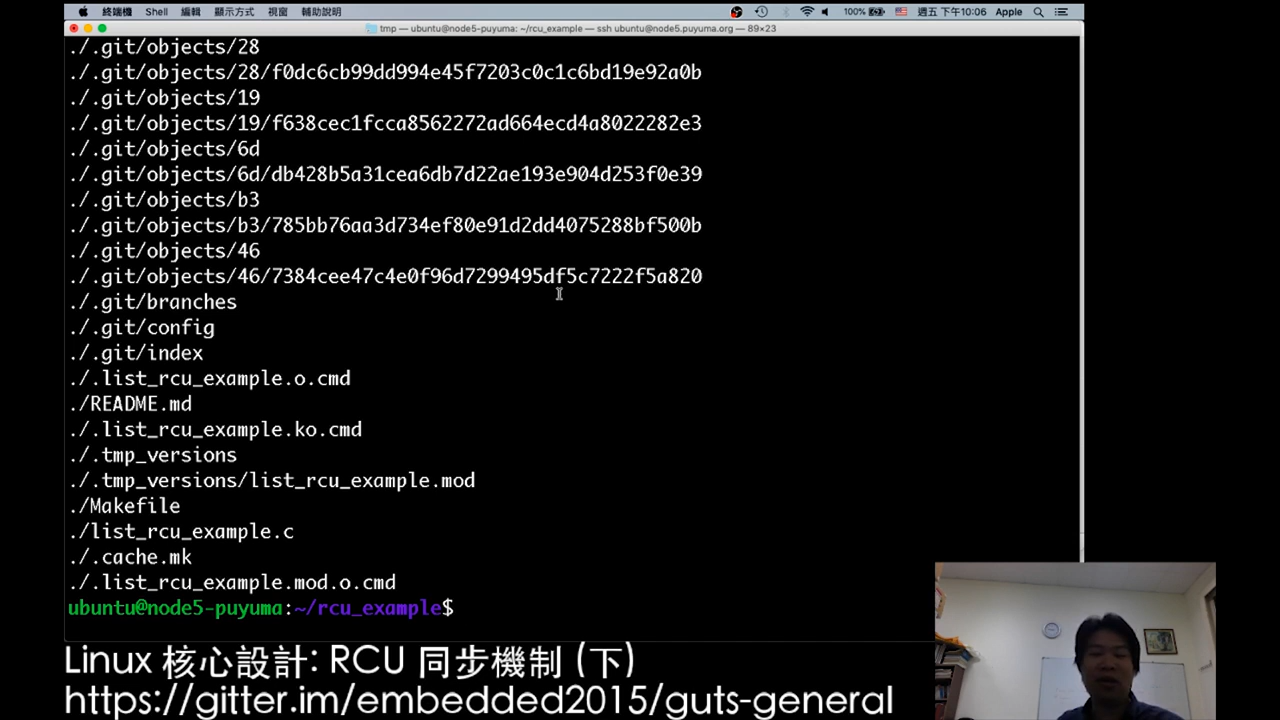 終端機 Shell 編輯 顯示方式 視窗 輔助說明 100% 週五 下午10:06 Apple
tmp — ubuntu@node5-puyuma: ~/rcu_example — ssh ubuntu@node5.puyuma.org — 89×23
./.git/objects/28
./.git/objects/28/f0dc6cb99dd994e45f7203c0c1c6bd19e92a0b
./.git/objects/19
./.git/objects/19/f638cec1fcca8562272ad664ecd4a8022282e3
./.git/objects/6d
./.git/objects/6d/db428b5a31cea6db7d22ae193e904d253f0e39
./.git/objects/b3
./.git/objects/b3/785bb76aa3d734ef80e91d2dd4075288bf500b
./.git/objects/46
./.git/objects/46/7384cee47c4e0f96d7299495df5c7222f5a820
./.git/branches
./.git/config
./.git/index
./.list_rcu_example.o.cmd
./README.md
./.list_rcu_example.ko.cmd
./.tmp_versions
./.tmp_versions/list_rcu_example.mod
./Makefile
./list_rcu_example.c
./.cache.mk
./.list_rcu_example.mod.o.cmd
ubuntu@node5-puyuma:~/rcu_example$
Linux 核心設計: RCU 同步機制 (下)
https://gitter.im/embedded2015/guts-general